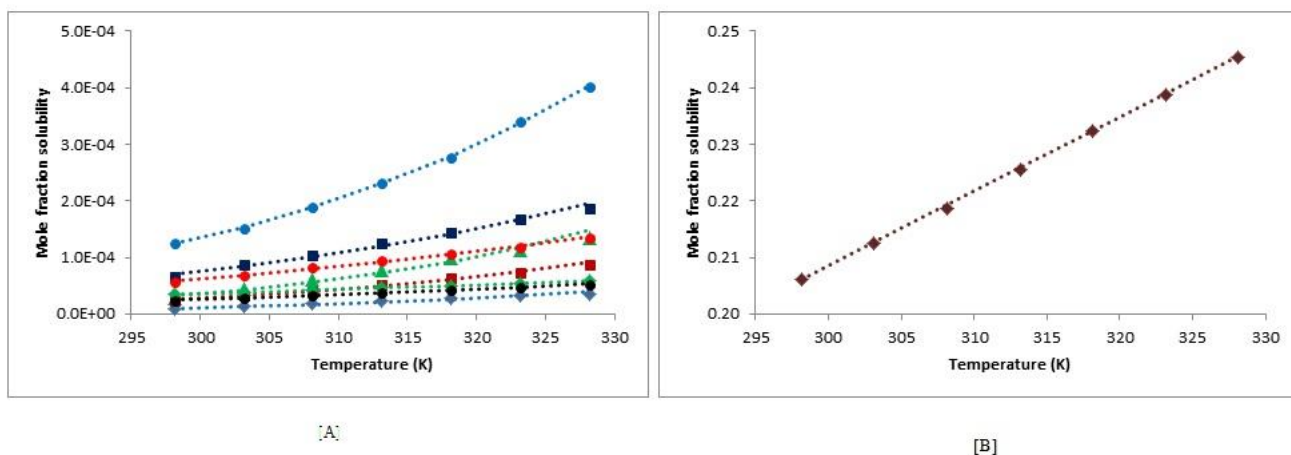 5.0E-04
4.0E-04
3.0E-04
2.0E-04
1.0E-04
0.0E+00
Mole fraction solubility
295 300 305 310 315 320 325 330
Temperature (K)
[A]
0.25
0.24
0.23
0.22
0.21
0.20
Mole fraction solubility
295 300 305 310 315 320 325 330
Temperature (K)
[B]